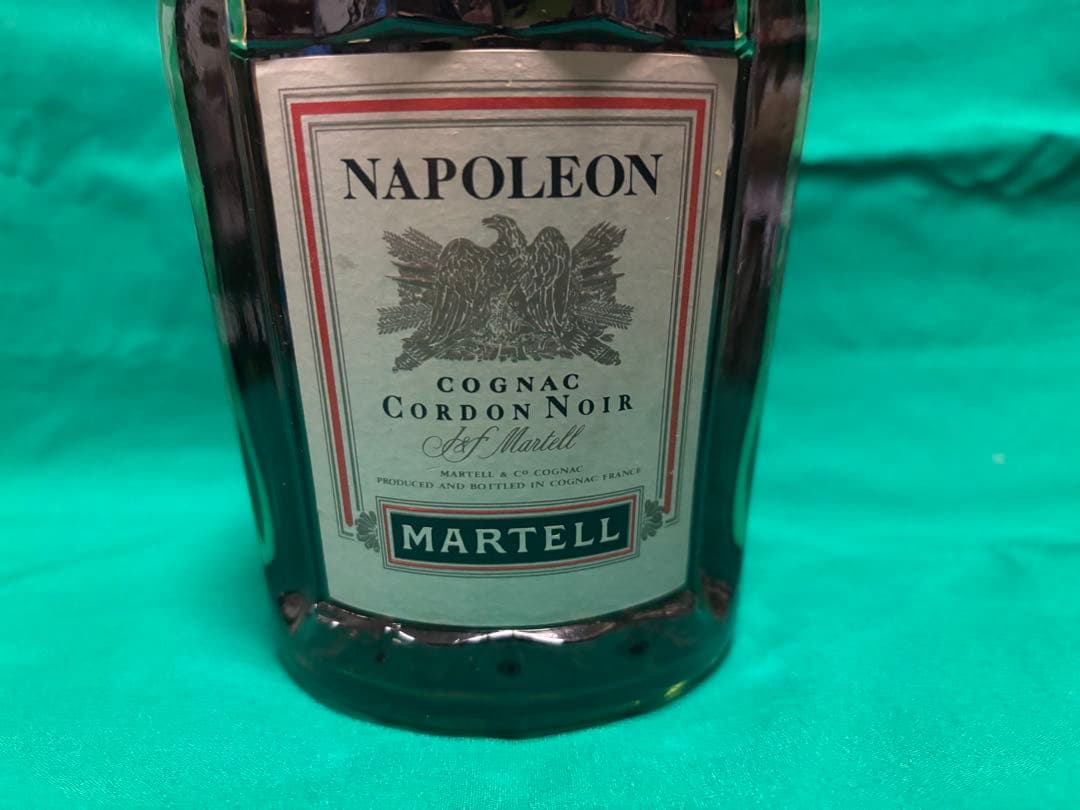 NAPOLEON
COGNAC
CORDON NOIR
J&F Martell
MARTELL & CO COGNAC
PRODUCED AND BOTTLED IN COGNAC FRANCE
MARTELL